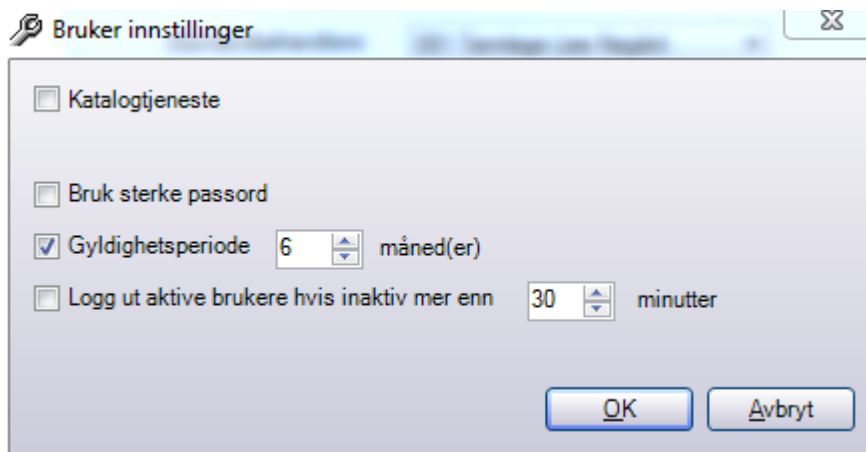 Bruker innstillinger
Katalogtjeneste
Bruk sterke passord
Gyldighetsperiode 6 måned(er)
Logg ut aktive brukere hvis inaktiv mer enn 30 minutter
OK Avbryt